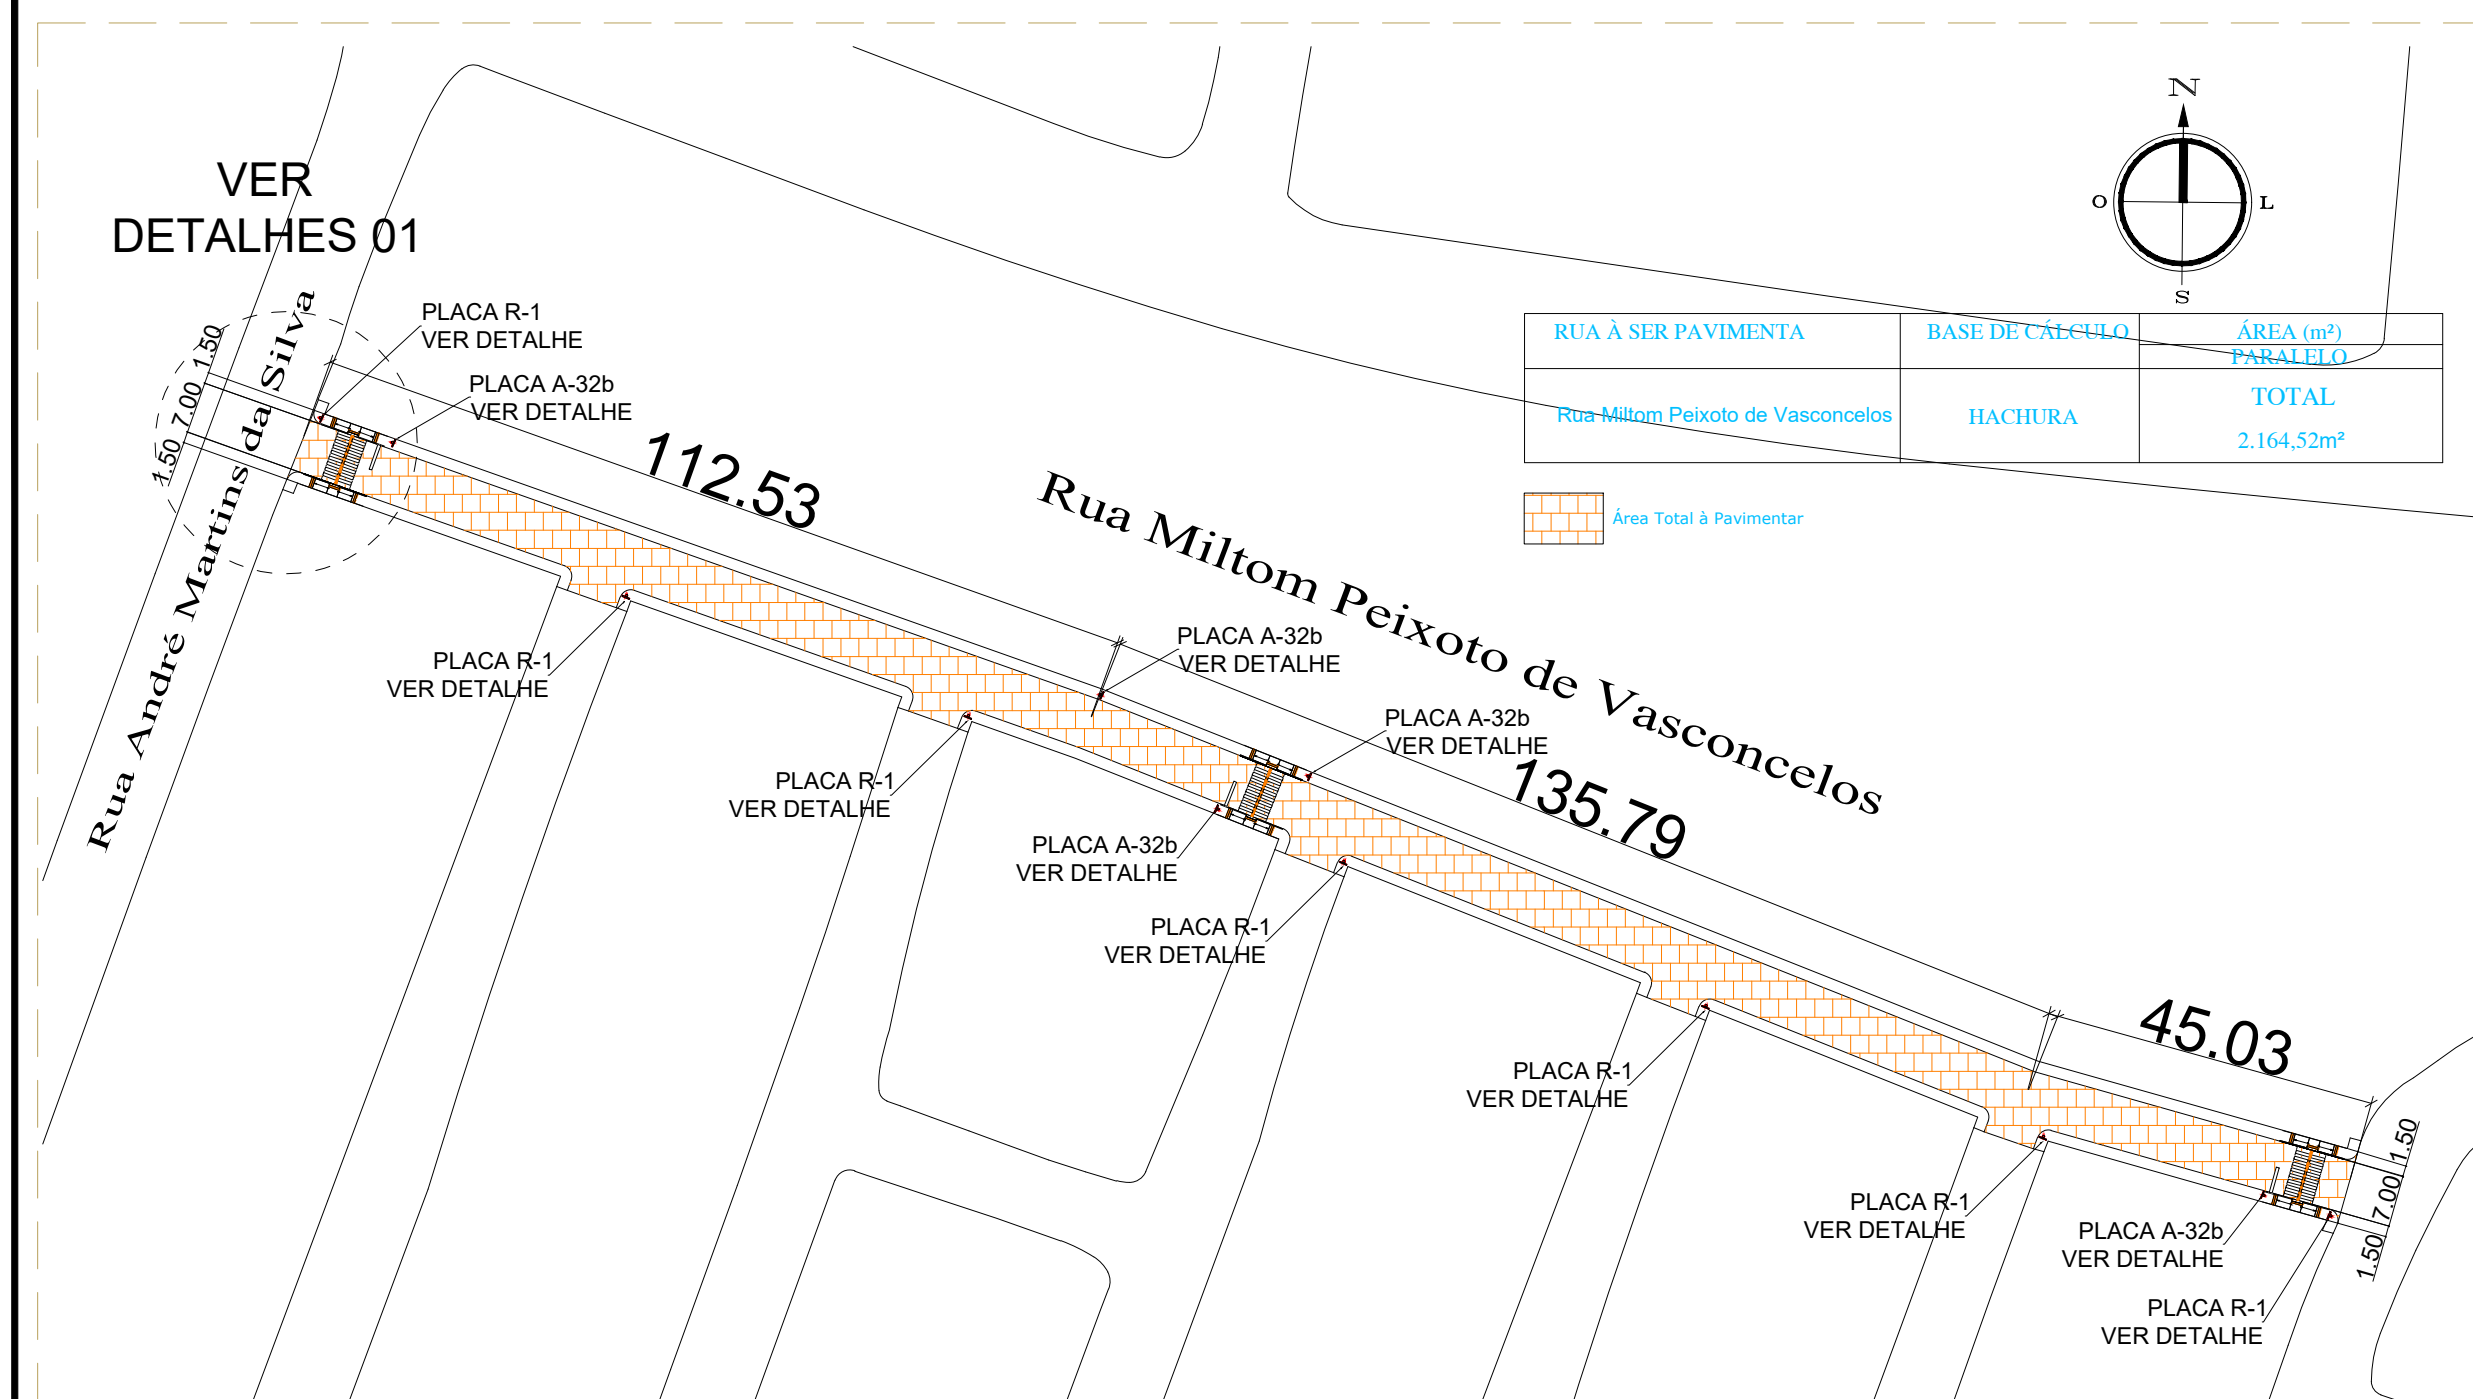 VER
DETALHES 01
N
O
L
S
RUA À SER PAVIMENTA
BASE DE CÁLCULO
ÁREA (m²)
PARALELO
Rua Miltom Peixoto de Vasconcelos
HACHURA
TOTAL
2.164,52m²
Área Total à Pavimentar
PLACA R-1
VER DETALHE
PLACA A-32b
VER DETALHE
1.50
7.00
1.50
Rua André Martins da Silva
112.53
Rua Miltom Peixoto de Vasconcelos
PLACA R-1
VER DETALHE
PLACA A-32b
VER DETALHE
PLACA A-32b
VER DETALHE
PLACA R-1
VER DETALHE
135.79
PLACA A-32b
VER DETALHE
PLACA R-1
VER DETALHE
45.03
PLACA R-1
VER DETALHE
1.50
7.00
1.50
PLACA R-1
VER DETALHE
PLACA A-32b
VER DETALHE
PLACA R-1
VER DETALHE